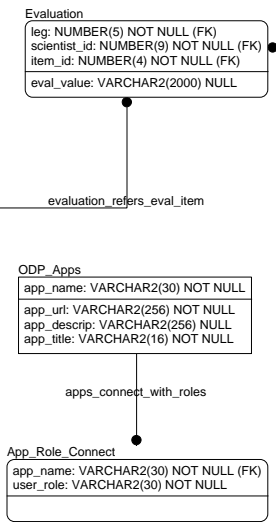 Evaluation
leg: NUMBER(5) NOT NULL (FK)
scientist_id: NUMBER(9) NOT NULL (FK)
item_id: NUMBER(4) NOT NULL (FK)
eval_value: VARCHAR2(2000) NULL
evaluation_refers_eval_item
ODP_Apps
app_name: VARCHAR2(30) NOT NULL
app_url: VARCHAR2(256) NOT NULL
app_descrip: VARCHAR2(256) NULL
app_title: VARCHAR2(16) NOT NULL
apps_connect_with_roles
App_Role_Connect
app_name: VARCHAR2(30) NOT NULL (FK)
user_role: VARCHAR2(30) NOT NULL